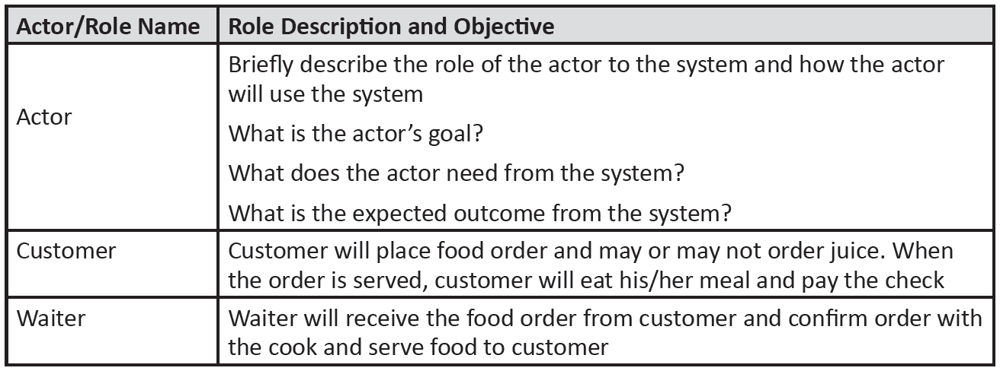 Actor/Role Name
Role Description and Objective
Actor
Briefly describe the role of the actor to the system and how the actor
will use the system
What is the actor’s goal?
What does the actor need from the system?
What is the expected outcome from the system?
Customer
Customer will place food order and may or may not order juice. When
the order is served, customer will eat his/her meal and pay the check
Waiter
Waiter will receive the food order from customer and confirm order with
the cook and serve food to customer